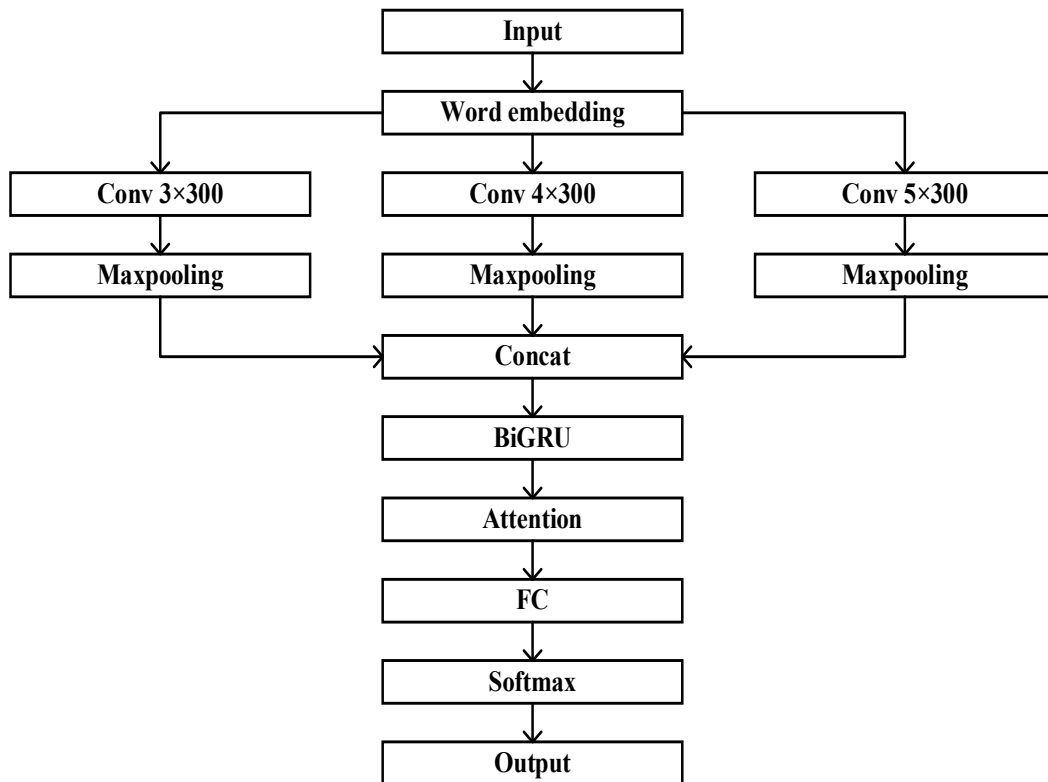 Input
Word embedding
Conv 3×300
Conv 4×300
Conv 5×300
Maxpooling
Maxpooling
Maxpooling
Concat
BiGRU
Attention
FC
Softmax
Output